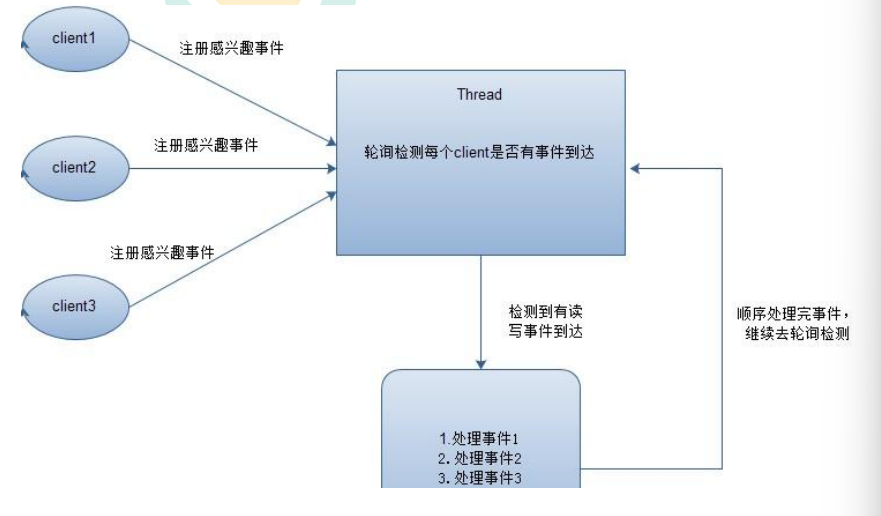 client1
注册感兴趣事件
Thread
轮询检测每个client是否有事件到达
client2
注册感兴趣事件
注册感兴趣事件
client3
检测到有读
写事件到达
顺序处理完事件，
继续去轮询检测
1.处理事件1
2.处理事件2
3.处理事件3